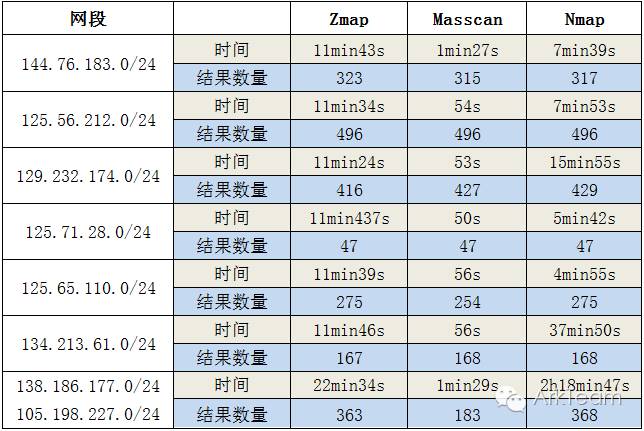 网段 Zmap Masscan Nmap
144.76.183.0/24 时间 11min43s 1min27s 7min39s
结果数量 323 315 317
125.56.212.0/24 时间 11min34s 54s 7min53s
结果数量 496 496 496
129.232.174.0/24 时间 11min24s 53s 15min55s
结果数量 416 427 429
125.71.28.0/24 时间 11min437s 50s 5min42s
结果数量 47 47 47
125.65.110.0/24 时间 11min39s 56s 4min55s
结果数量 275 254 275
134.213.61.0/24 时间 11min46s 56s 37min50s
结果数量 167 168 168
138.186.177.0/24 时间 22min34s 1min29s 2h18min47s
105.198.227.0/24 结果数量 363 183 368
ArkTeam